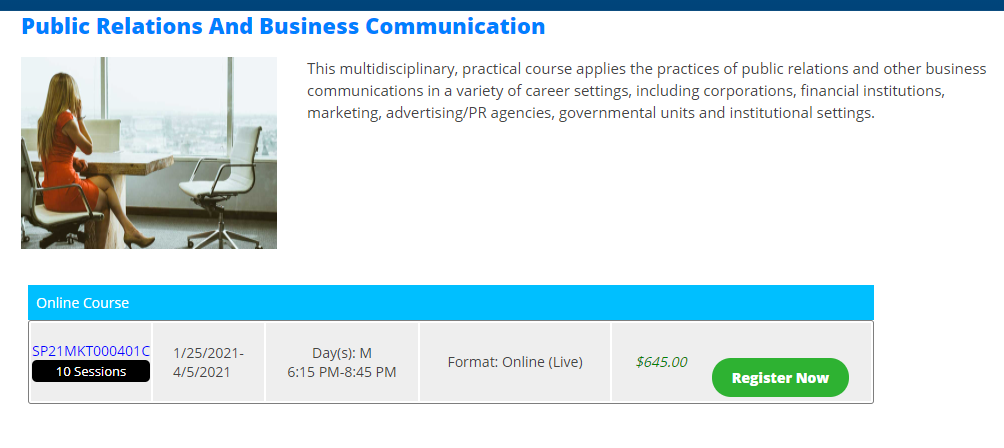 Public Relations And Business Communication
This multidisciplinary, practical course applies the practices of public relations and other business
communications in a variety of career settings, including corporations, financial institutions,
marketing, advertising/PR agencies, governmental units and institutional settings.
Online Course
SP21MKT000401C
10 Sessions
1/25/2021-
4/5/2021
Day(s): M
6:15 PM-8:45 PM
Format: Online (Live)
$645.00
Register Now